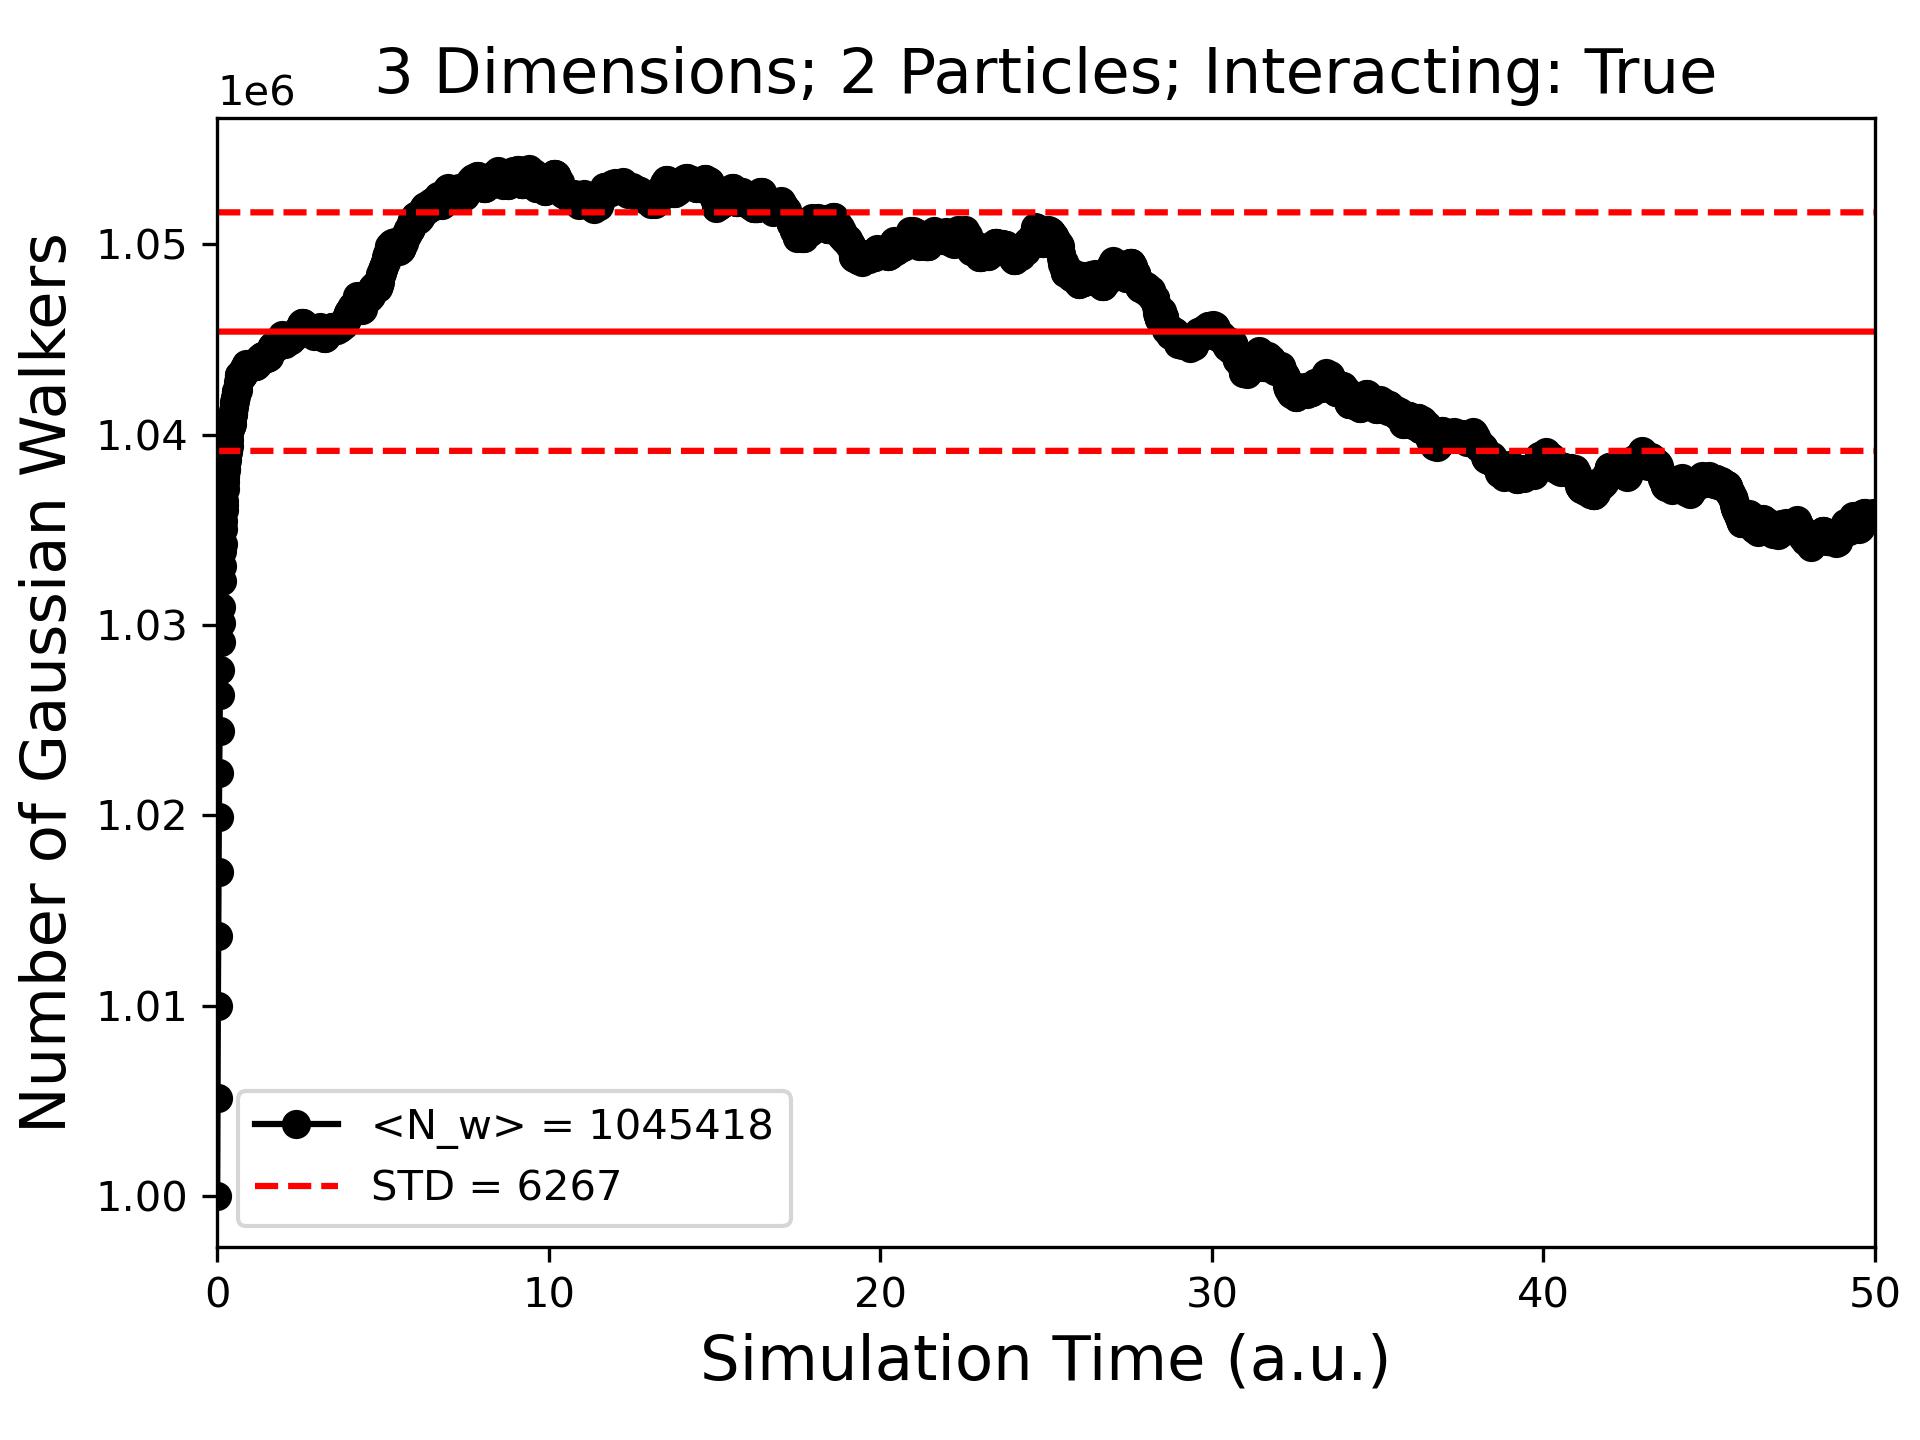 3 Dimensions; 2 Particles; Interacting: True
1e6
Number of Gaussian Walkers
1.05
1.04
1.03
1.02
1.01
1.00
<N_w> = 1045418
STD = 6267
0 10 20 30 40 50
Simulation Time (a.u.)